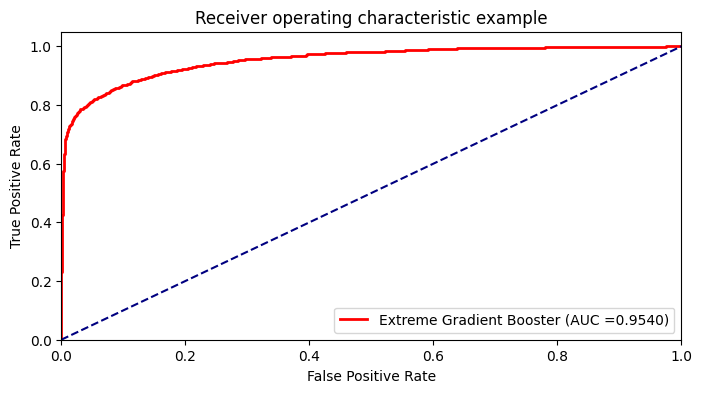 Receiver operating characteristic example
1.0
0.8
0.6
0.4
0.2
0.0
True Positive Rate
Extreme Gradient Booster (AUC =0.9540)
0.0 0.2 0.4 0.6 0.8 1.0
False Positive Rate